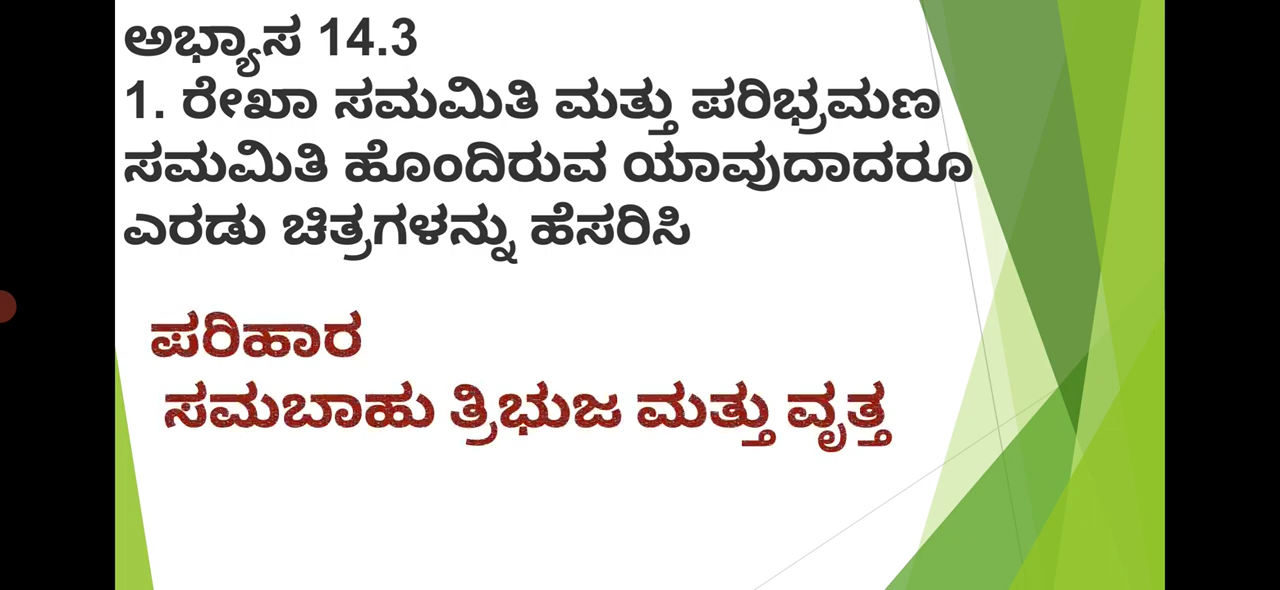 ಅಭ್ಯಾಸ 14.3
1. ರೇಖಾ ಸಮಮಿತಿ ಮತ್ತು ಪರಿಭ್ರಮಣ
ಸಮಮಿತಿ ಹೊಂದಿರುವ ಯಾವುದಾದರೂ
ಎರಡು ಚಿತ್ರಗಳನ್ನು ಹೆಸರಿಸಿ
ಪರಿಹಾರ
ಸಮಬಾಹು ತ್ರಿಭುಜ ಮತ್ತು ವೃತ್ತ